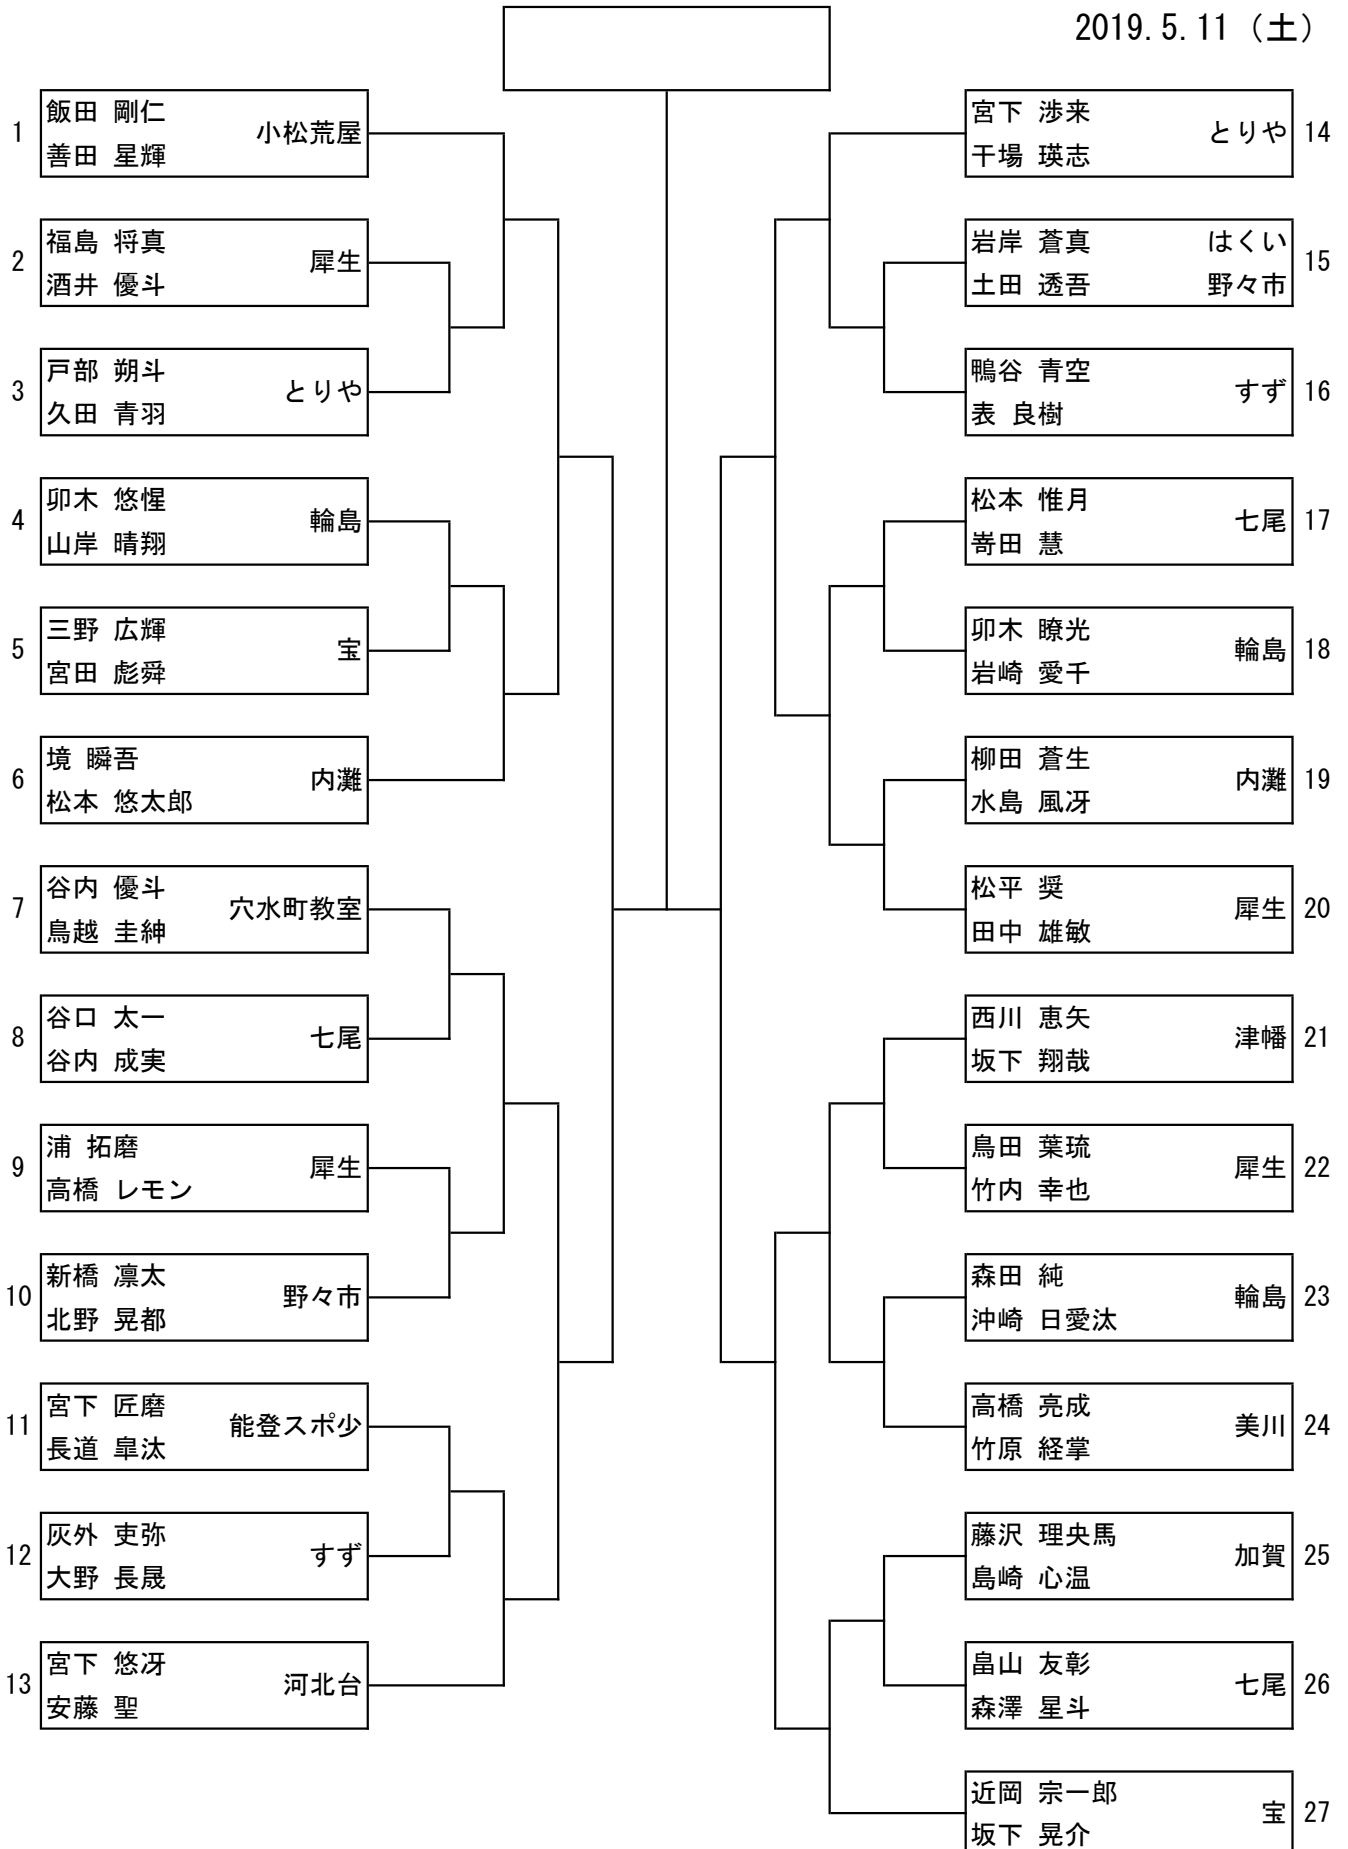 2019.5.11（土）
1
飯田 剛仁
善田 星輝
小松荒屋
2
福島 将真
酒井 優斗
犀生
3
戸部 朔斗
久田 青羽
とりや
4
卯木 悠惺
山岸 晴翔
輪島
5
三野 広輝
宮田 彪舜
宝
6
境 瞬吾
松本 悠太郎
内灘
7
谷内 優斗
鳥越 圭紳
穴水町教室
8
谷口 太一
谷内 成実
七尾
9
浦 拓磨
高橋 レモン
犀生
10
新橋 凛太
北野 晃都
野々市
11
宮下 匠磨
長道 皐汰
能登スポ少
12
灰外 吏弥
大野 長晟
すず
13
宮下 悠冴
安藤 聖
河北台
宮下 渉来
干場 瑛志
とりや
14
岩岸 蒼真 はくい
土田 透吾 野々市
15
鴨谷 青空
表 良樹
すず
16
松本 惟月
嵜田 慧
七尾
17
卯木 瞭光
岩崎 愛千
輪島
18
柳田 蒼生
水島 風冴
内灘
19
松平 奨
田中 雄敏
犀生
20
西川 恵矢
坂下 翔哉
津幡
21
鳥田 葉琉
竹内 幸也
犀生
22
森田 純
沖崎 日愛汰
輪島
23
高橋 亮成
竹原 経掌
美川
24
藤沢 理央馬
島崎 心温
加賀
25
畠山 友彰
森澤 星斗
七尾
26
近岡 宗一郎
坂下 晃介
宝
27